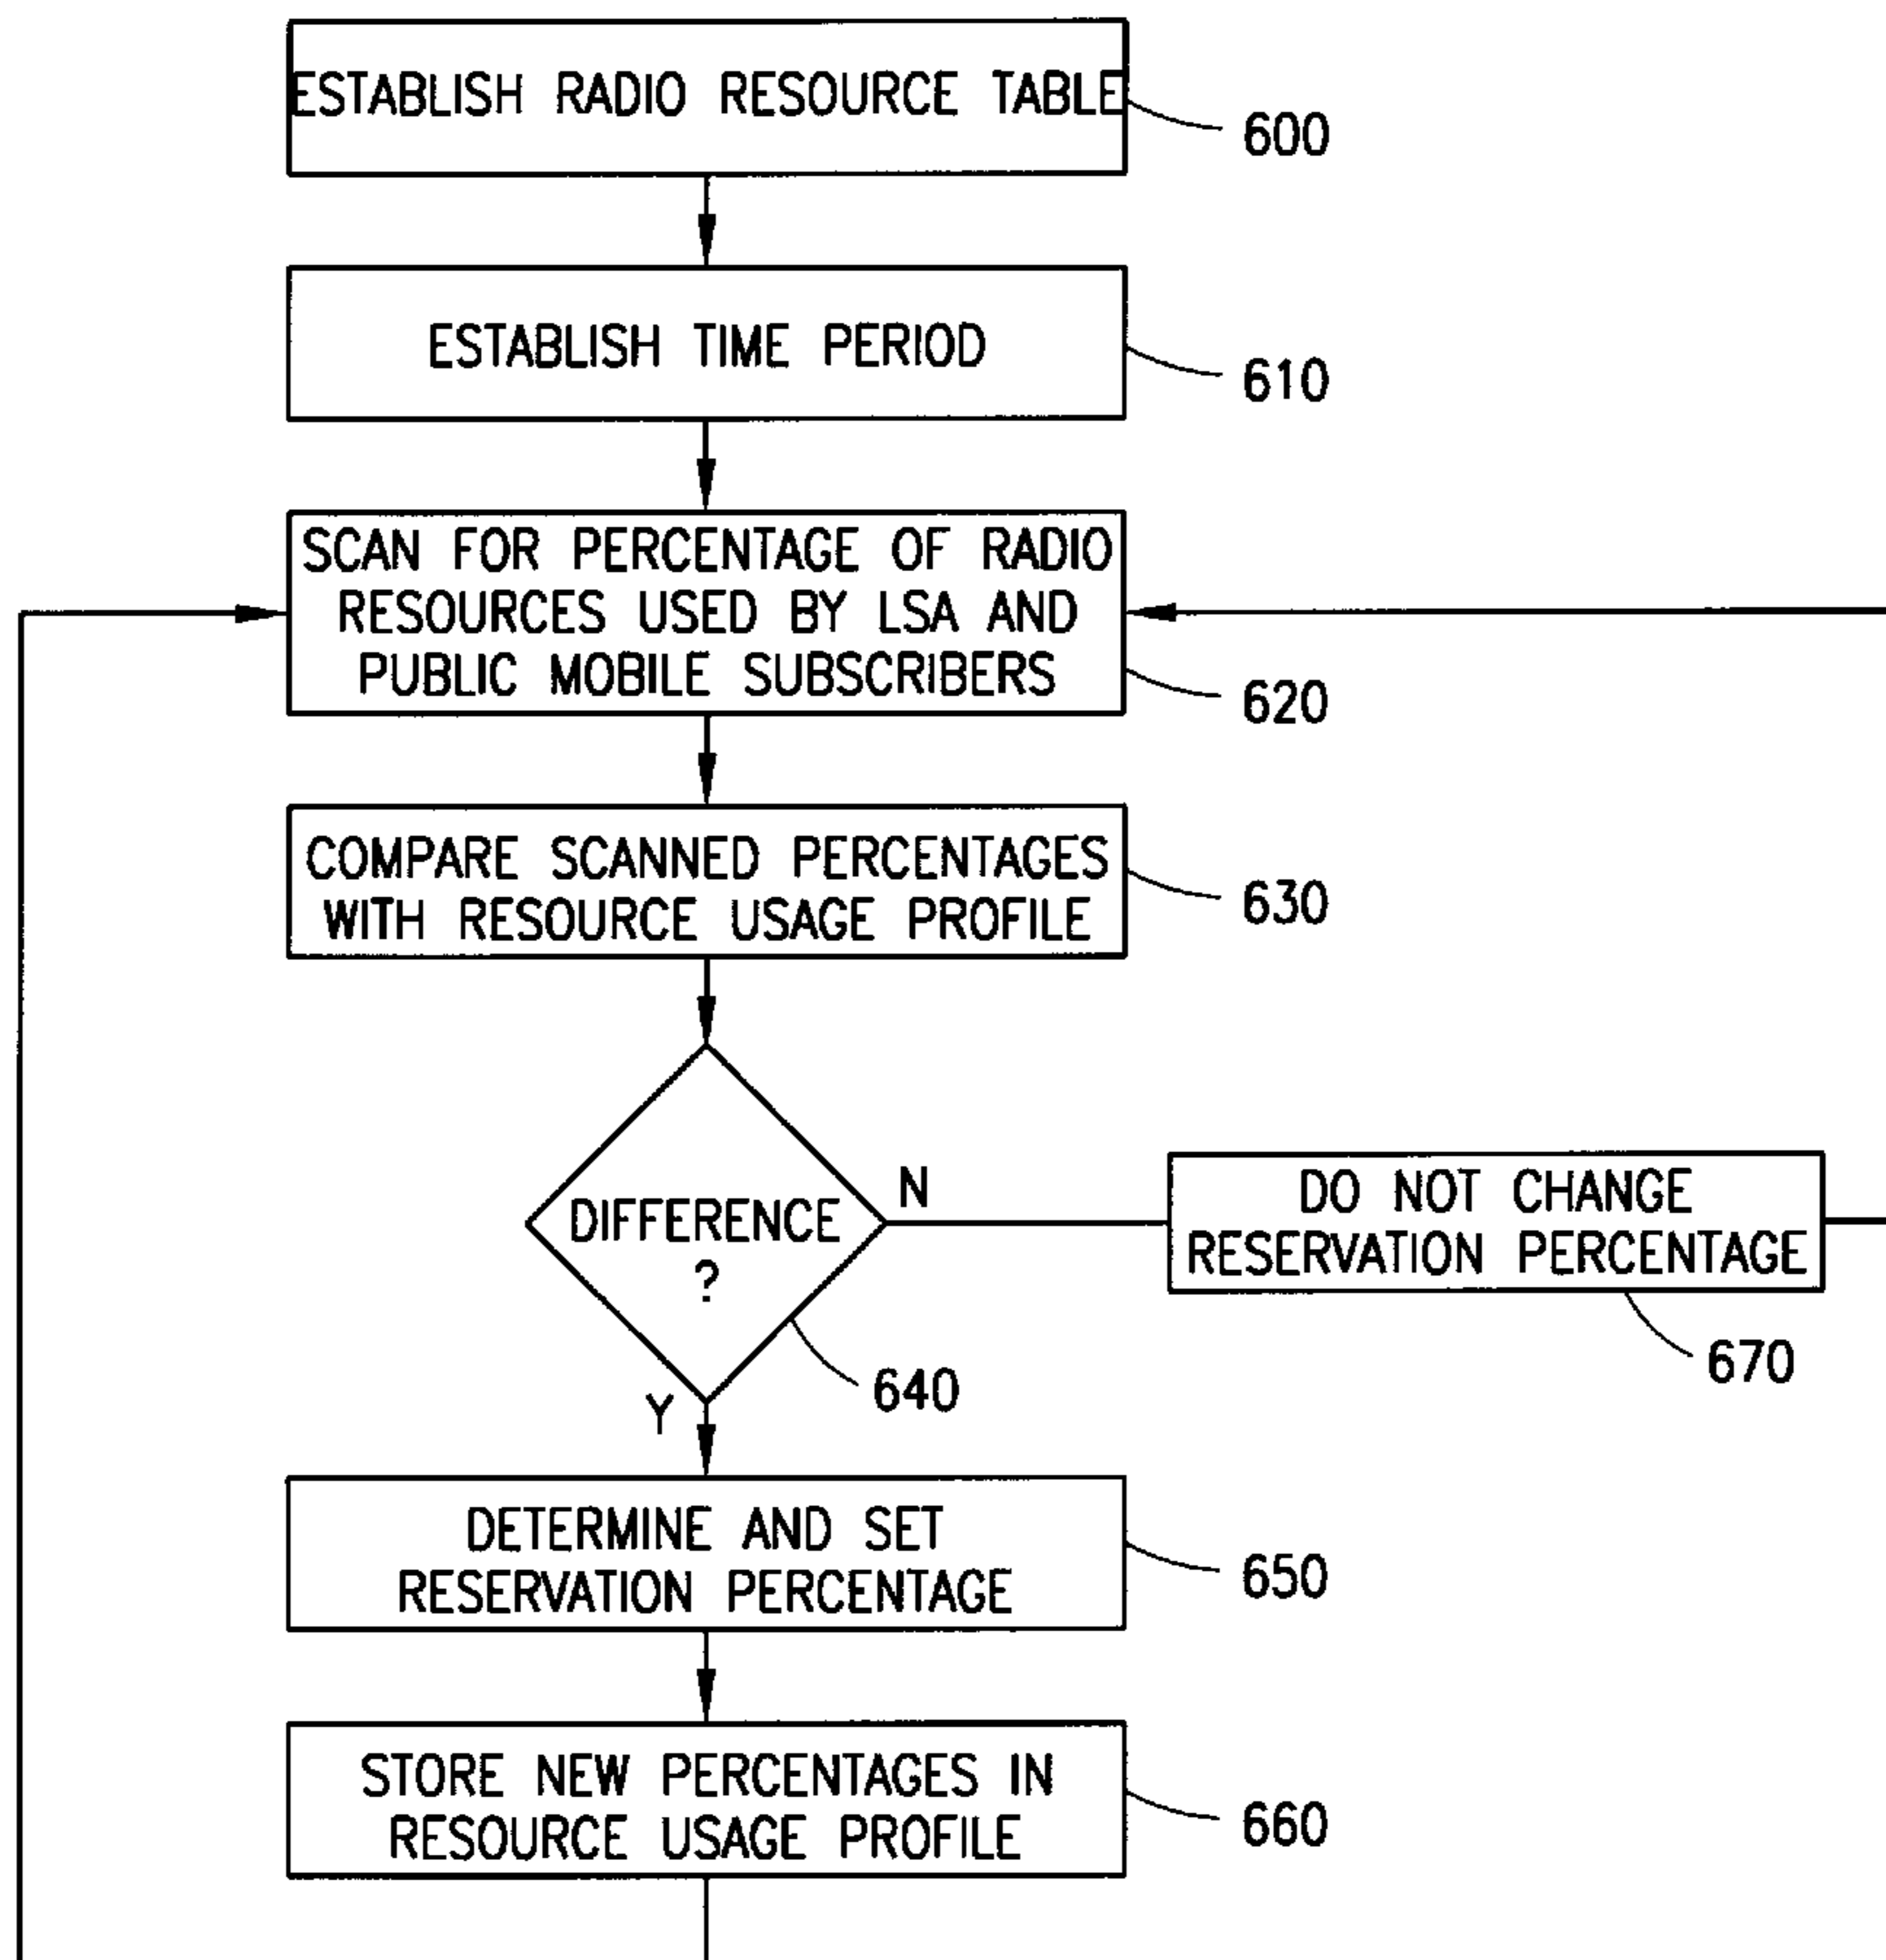 ESTABLISH RADIO RESOURCE TABLE
600
ESTABLISH TIME PERIOD
610
SCAN FOR PERCENTAGE OF RADIO
RESOURCES USED BY LSA AND
PUBLIC MOBILE SUBSCRIBERS
620
COMPARE SCANNED PERCENTAGES
WITH RESOURCE USAGE PROFILE
630
DIFFERENCE
?
640
N
DO NOT CHANGE
RESERVATION PERCENTAGE
670
Y
DETERMINE AND SET
RESERVATION PERCENTAGE
650
STORE NEW PERCENTAGES IN
RESOURCE USAGE PROFILE
660